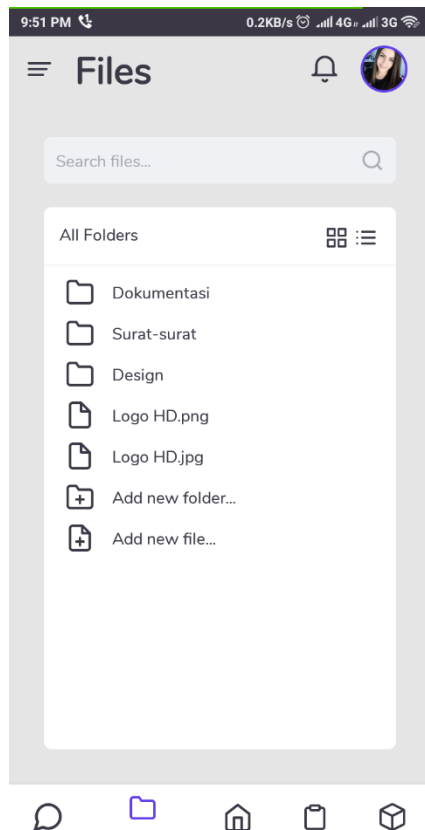 9:51 PM 0.2KB/s 4G 3G
Files
Search files...
All Folders
Dokumentasi
Surat-surat
Design
Logo HD.png
Logo HD.jpg
Add new folder...
Add new file...